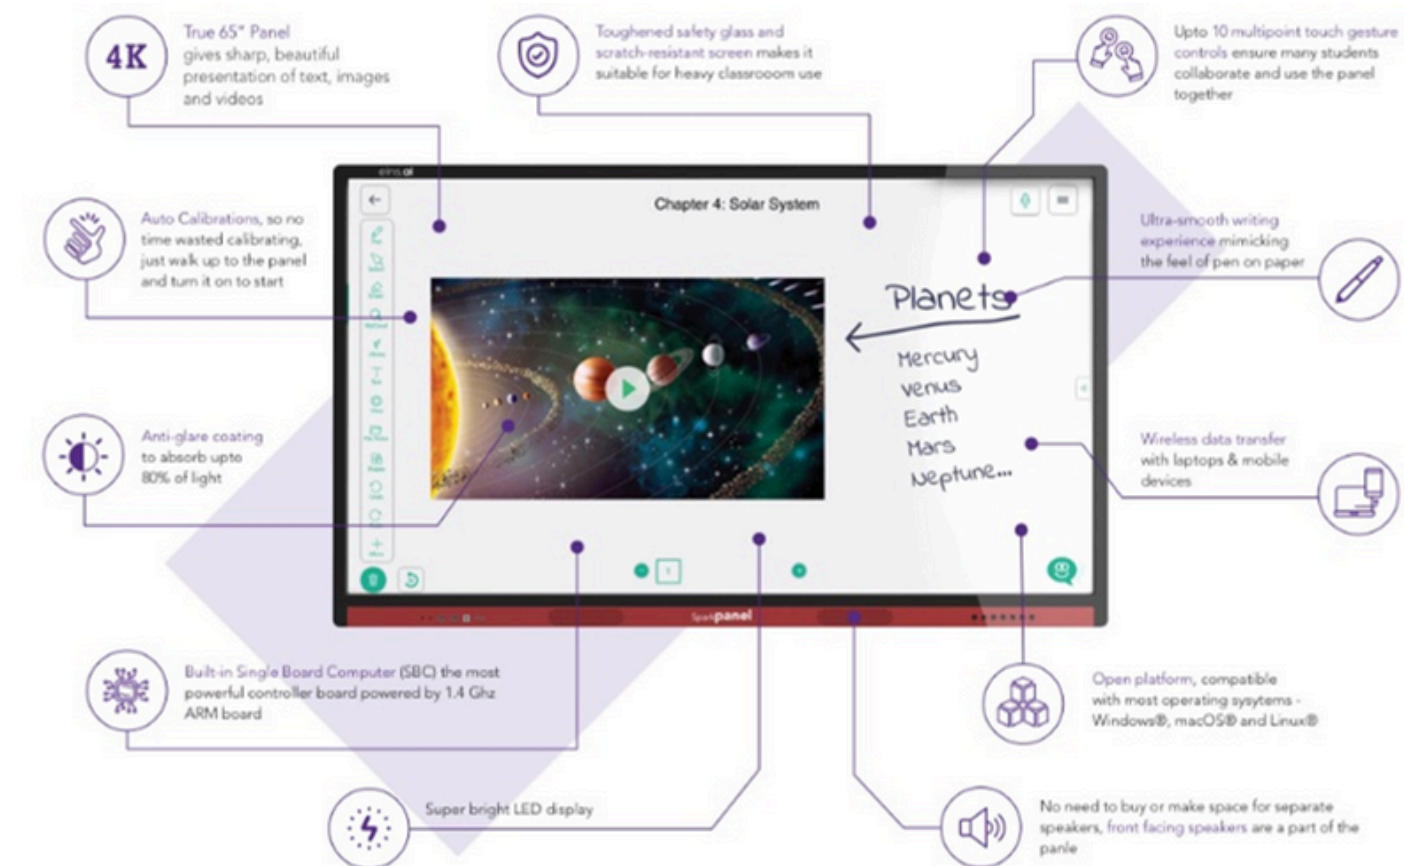 4K
True 65" Panel
gives sharp, beautiful
presentation of text, images
and videos
Toughened safety glass and
scratch-resistant screen makes it
suitable for heavy classrooom use
Upto 10 multipoint touch gesture
controls ensure many students
collaborate and use the panel
together
Auto Calibrations, so no
time wasted calibrating,
just walk up to the panel
and turn it on to start
Chapter 4: Solar System
Ultra-smooth writing
experience mimicking
the feel of pen on paper
Planets
Mercury
venus
Earth
Mars
Neptune...
Anti-glare coating
to absorb upto
80% of light
Wireless data transfer
with laptops & mobile
devices
Sparkpanel
Built-in Single Board Computer (SBC) the most
powerful controller board powered by 1.4 Ghz
ARM board
Open platform, compatible
with most operating sysytems -
Windows®, macOS® and Linux®
Super bright LED display
No need to buy or make space for separate
speakers, front facing speakers are a part of the
panle